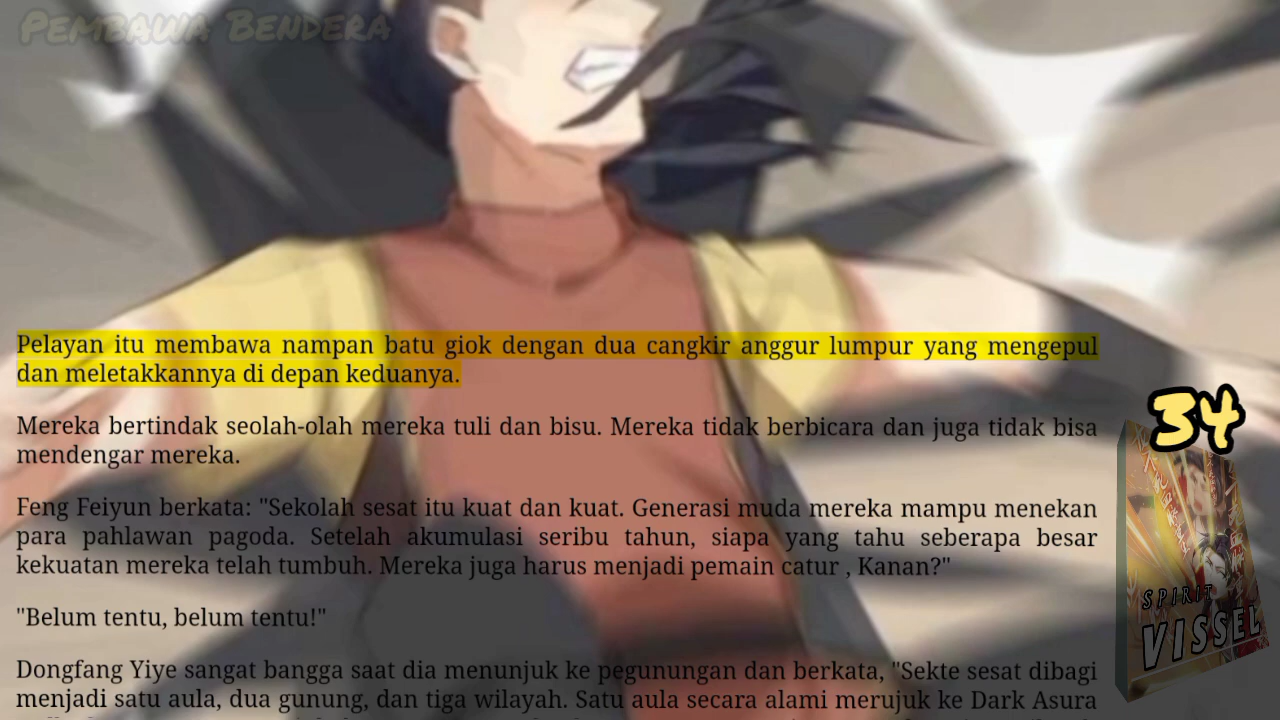 Pembawa Bendera
Pelayan itu membawa nampan batu giok dengan dua cangkir anggur lumpur yang mengepul
dan meletakkannya di depan keduanya.
Mereka bertindak seolah-olah mereka tuli dan bisu. Mereka tidak berbicara dan juga tidak bisa
mendengar mereka.
Feng Feiyun berkata: "Sekolah sesat itu kuat dan kuat. Generasi muda mereka mampu menekan
para pahlawan pagoda. Setelah akumulasi seribu tahun, siapa yang tahu seberapa besar
kekuatan mereka telah tumbuh. Mereka juga harus menjadi pemain catur , Kanan?"
"Belum tentu, belum tentu!"
Dongfang Yiye sangat bangga saat dia menunjuk ke pegunungan dan berkata, "Sekte sesat dibagi
menjadi satu aula, dua gunung, dan tiga wilayah. Satu aula secara alami merujuk ke Dark Asura
34
SPIRIT
VISSEL